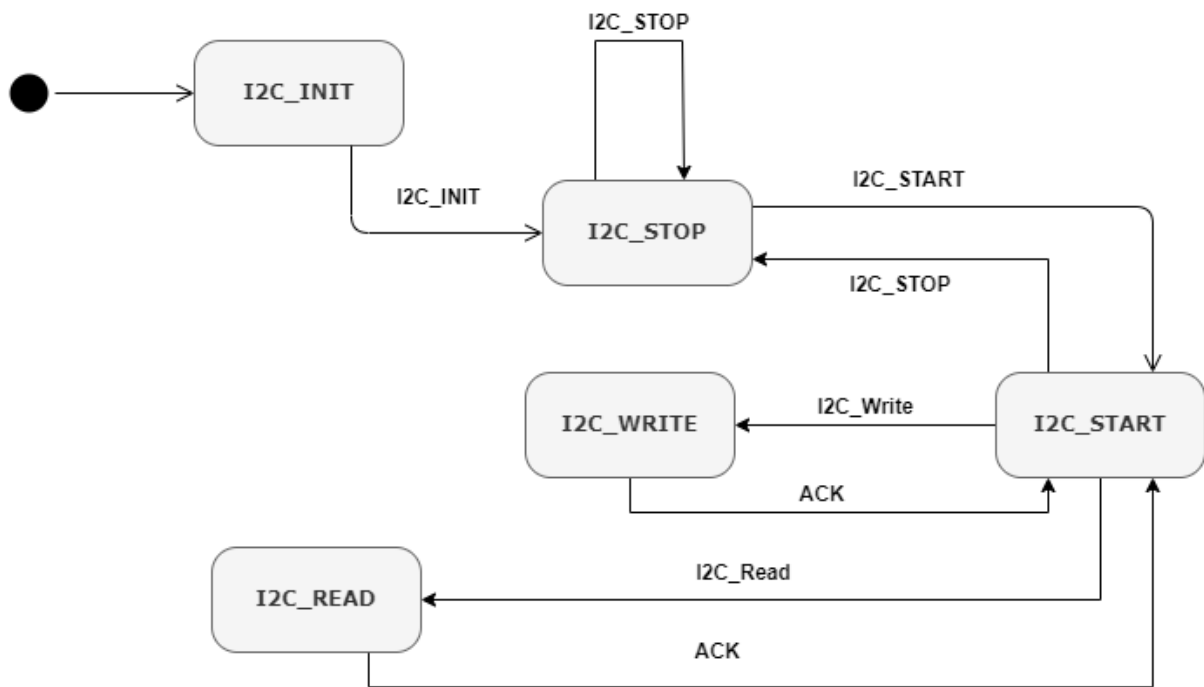 I2C_STOP
I2C_INIT
I2C_START
I2C_INIT
I2C_STOP
I2C_STOP
I2C_Write
I2C_WRITE
I2C_START
ACK
I2C_Read
I2C_READ
ACK